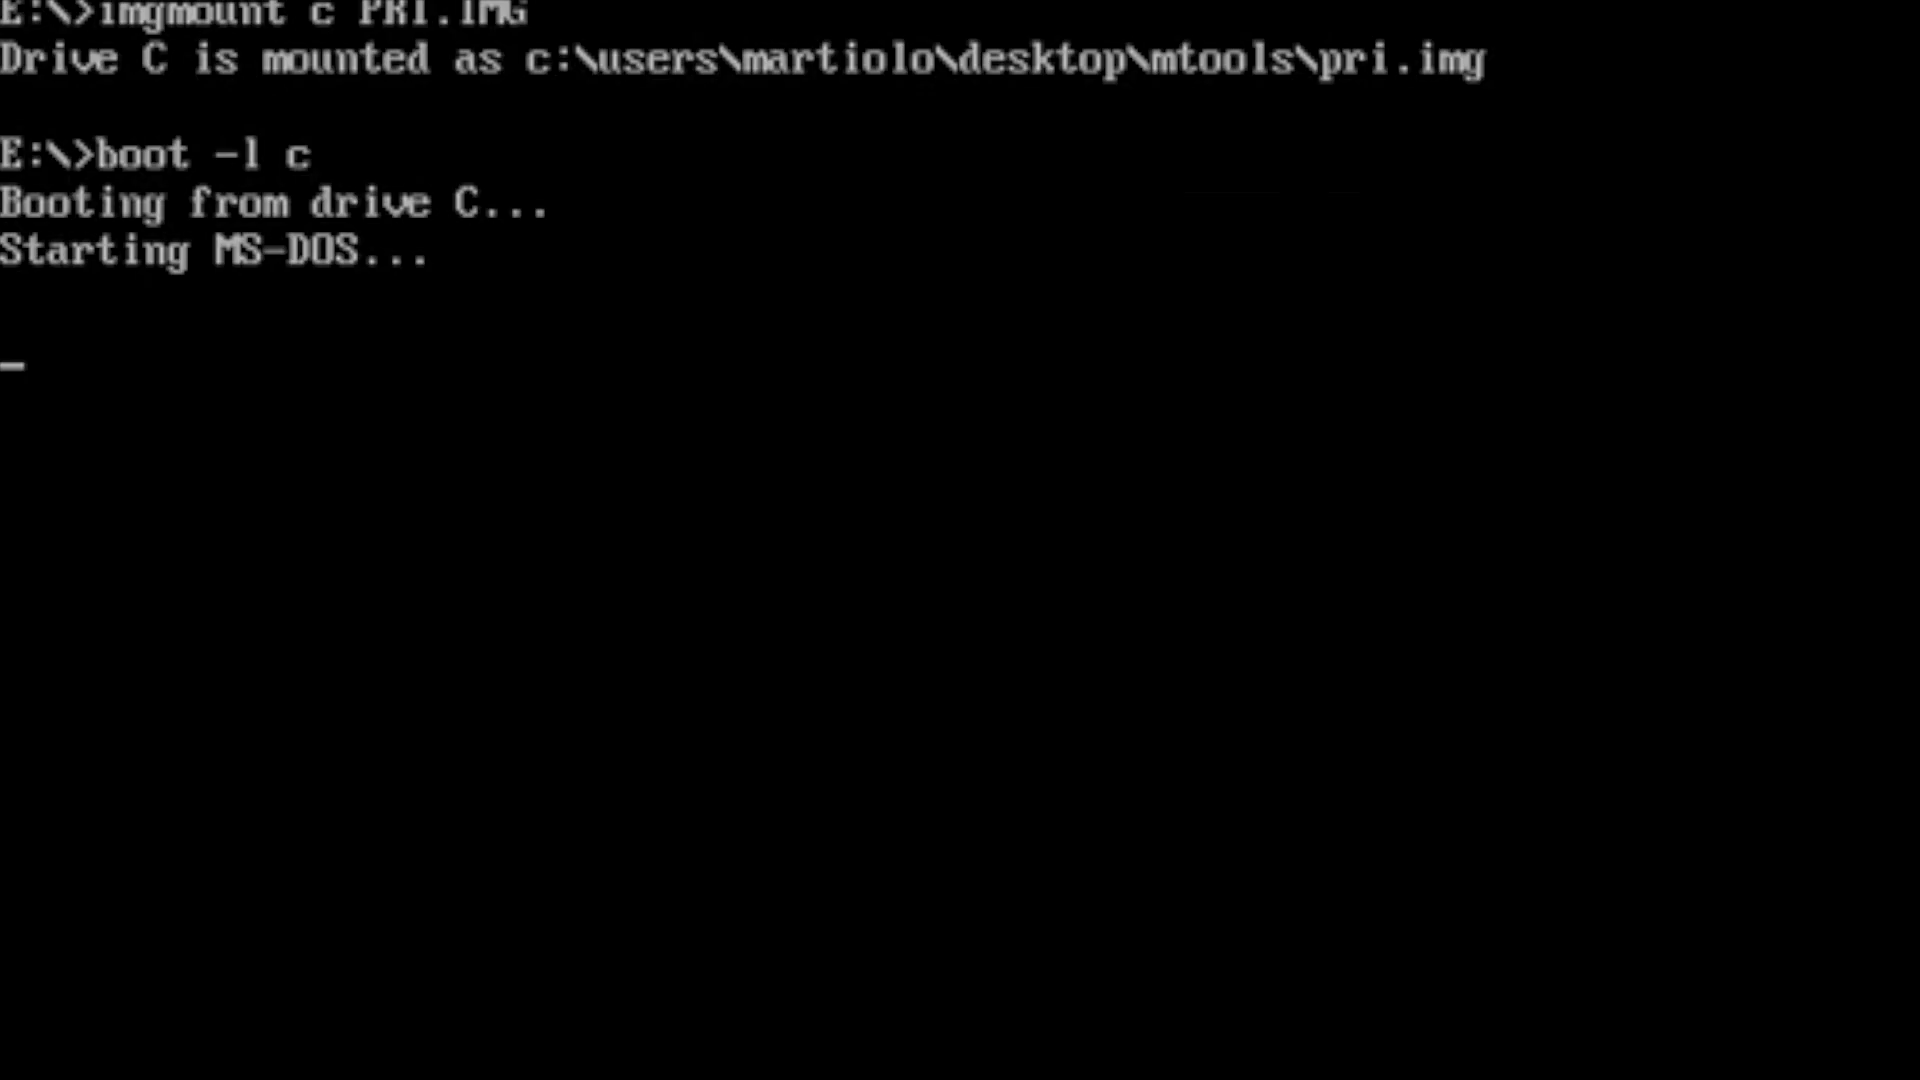 E:\>imgmount c PRI.IMG
Drive C is mounted as c:\users\martiolo\desktop\mtools\pri.img
E:\>boot -l c
Booting from drive C...
Starting MS-DOS...